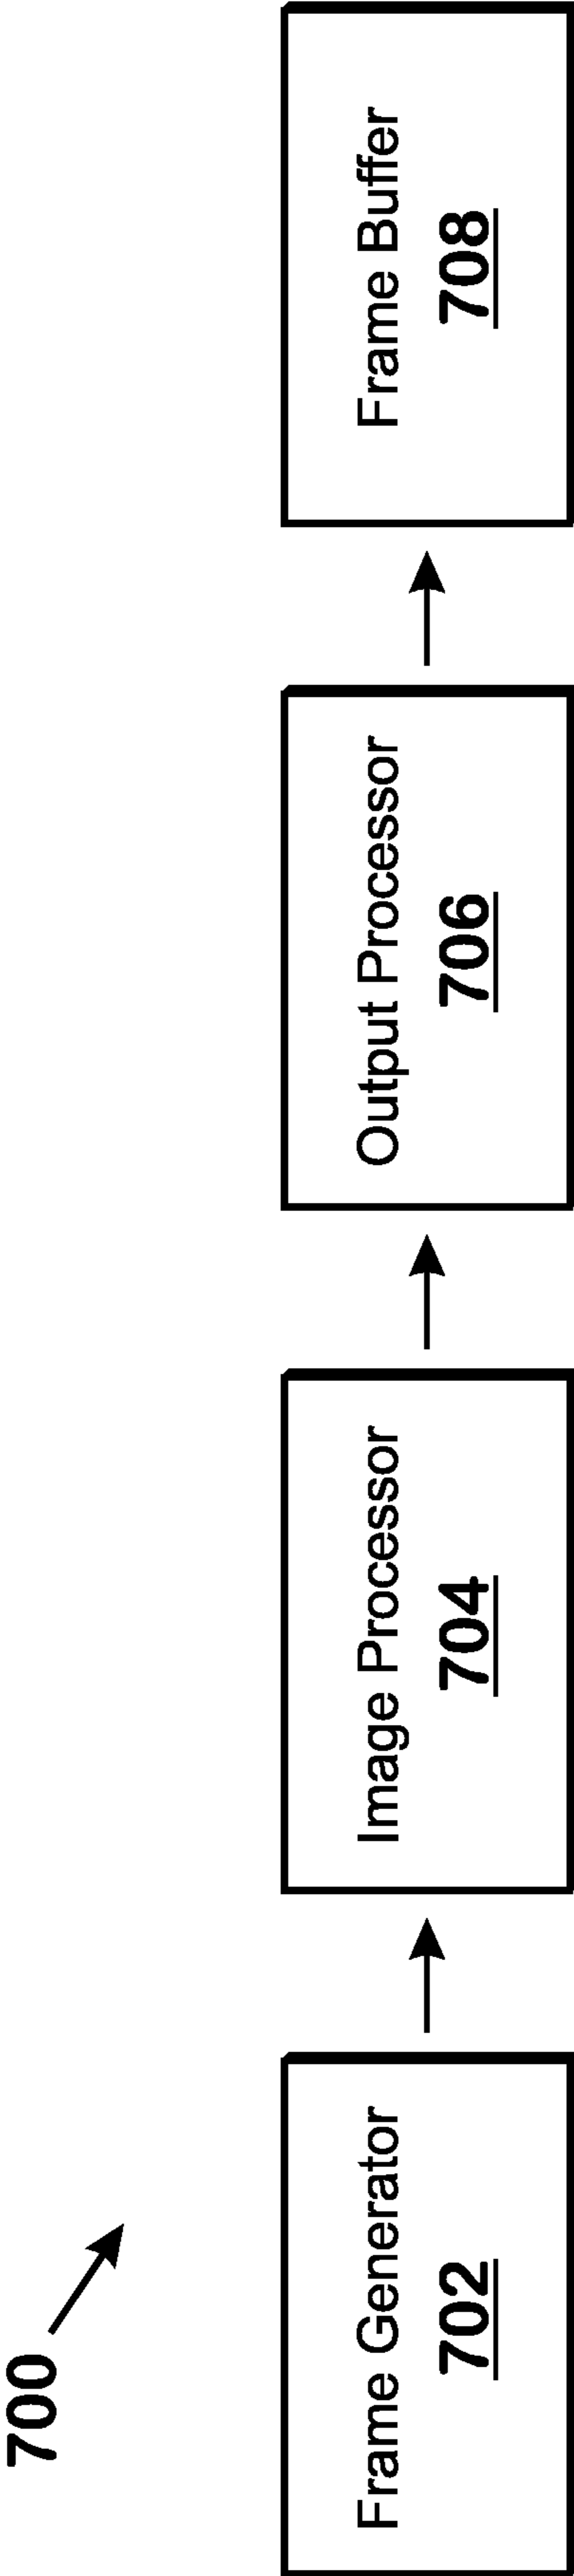 700
Frame Generator
702
Image Processor
704
Output Processor
706
Frame Buffer
708